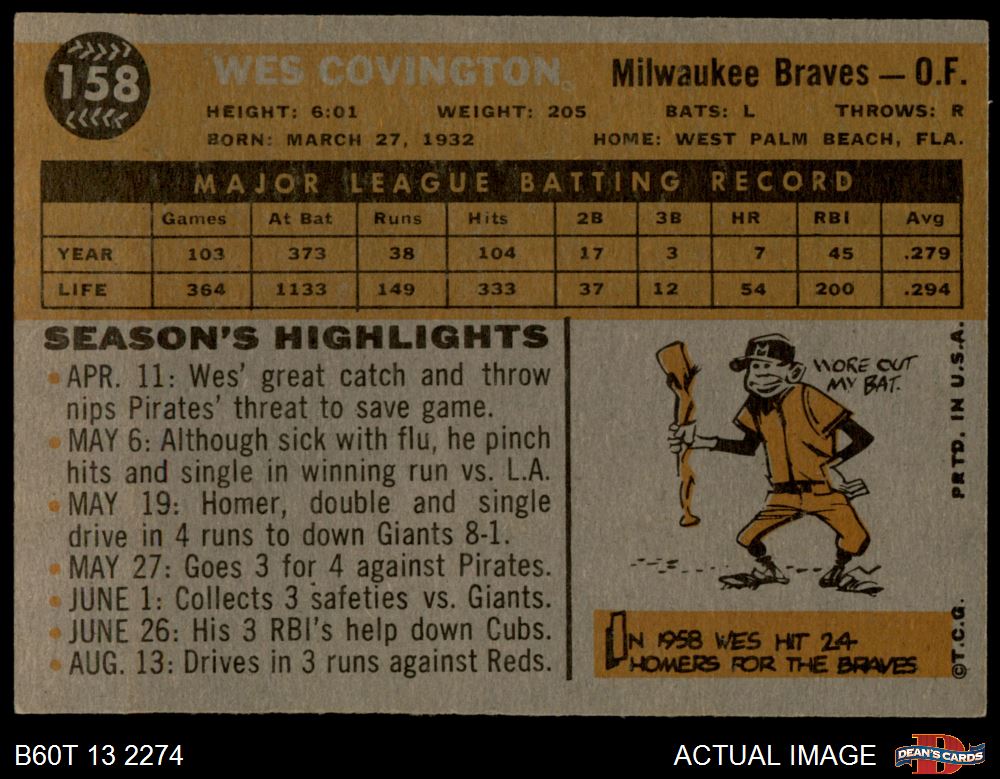 158
WES COVINGTON
Milwaukee Braves — O.F.
HEIGHT: 6:01 WEIGHT: 205 BATS: L THROWS: R
BORN: MARCH 27, 1932 HOME: WEST PALM BEACH, FLA.
MAJOR LEAGUE BATTING RECORD
Games At Bat Runs Hits 2B 3B HR RBI Avg
YEAR 103 373 38 104 17 3 7 45 .279
LIFE 364 1133 149 333 37 12 54 200 .294
SEASON'S HIGHLIGHTS
• APR. 11: Wes' great catch and throw
nips Pirates' threat to save game.
• MAY 6: Although sick with flu, he pinch
hits and single in winning run vs. L.A.
• MAY 19: Homer, double and single
drive in 4 runs to down Giants 8-1.
• MAY 27: Goes 3 for 4 against Pirates.
• JUNE 1: Collects 3 safeties vs. Giants.
• JUNE 26: His 3 RBI's help down Cubs.
• AUG. 13: Drives in 3 runs against Reds.
M
WORE OUT
MY BAT.
IN 1958 WES HIT 24
HOMERS FOR THE BRAVES
©T.C.G. PRTD. IN U.S.A.
B60T 13 2274
ACTUAL IMAGE
DEAN'S CARDS